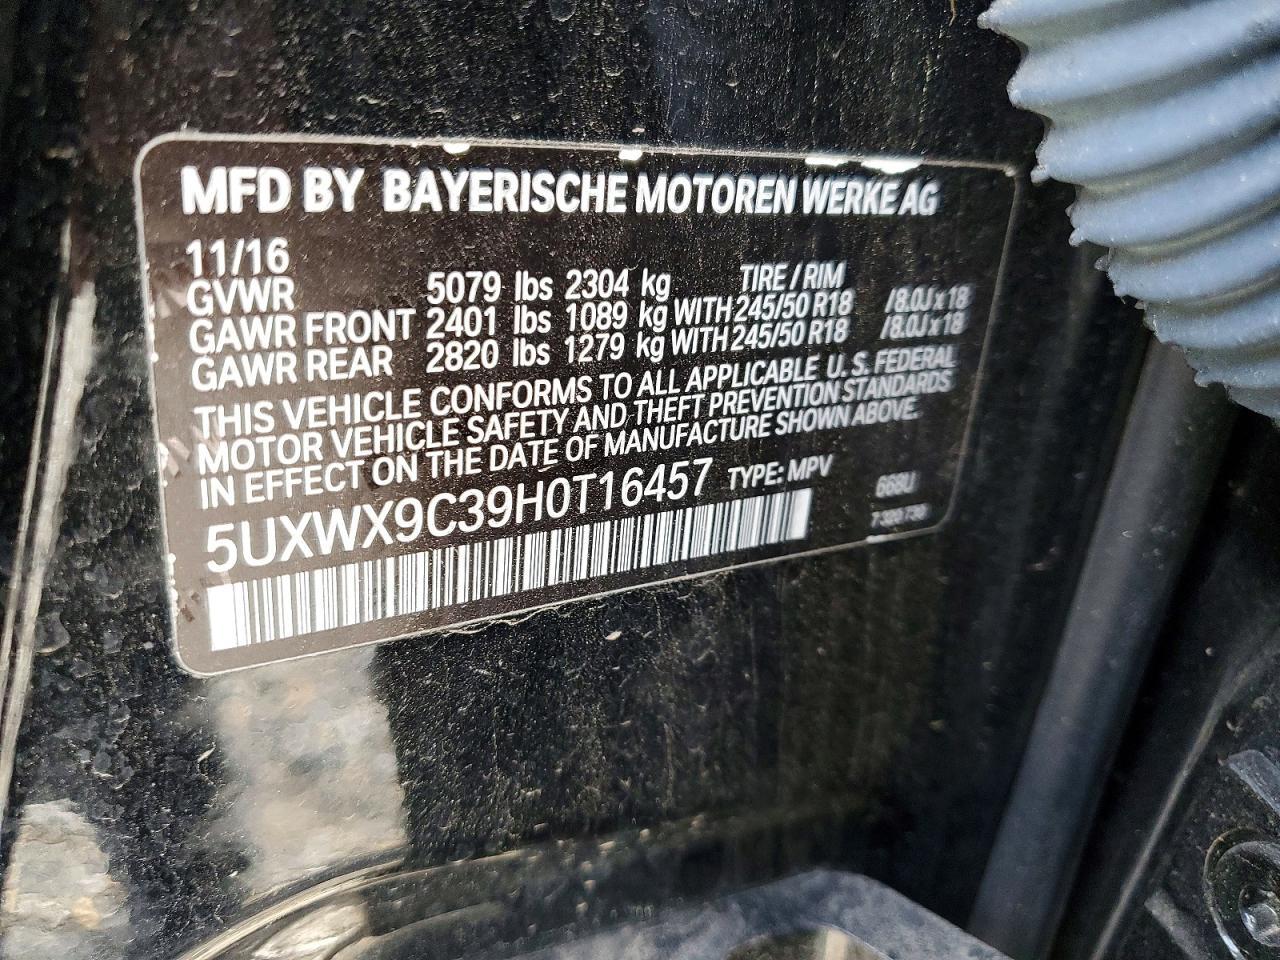 MFD BY BAYERISCHE MOTOREN WERKE AG
11/16
GVWR 5079 lbs 2304 kg TIRE / RIM
GAWR FRONT 2401 lbs 1089 kg WITH 245/50 R18 /8.0J x 18
GAWR REAR 2820 lbs 1279 kg WITH 245/50 R18 /8.0J x 18
THIS VEHICLE CONFORMS TO ALL APPLICABLE U.S. FEDERAL
MOTOR VEHICLE SAFETY AND THEFT PREVENTION STANDARDS
IN EFFECT ON THE DATE OF MANUFACTURE SHOWN ABOVE.
5UXWX9C39H0T16457 TYPE: MPV 668U